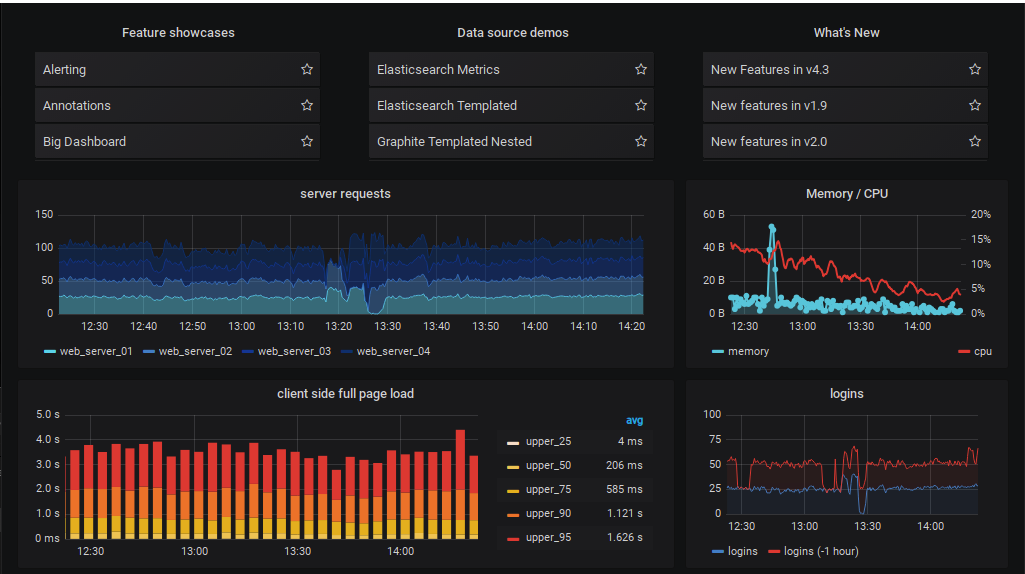 Feature showcases
Alerting
Annotations
Big Dashboard
Data source demos
Elasticsearch Metrics
Elasticsearch Templated
Graphite Templated Nested
What's New
New Features in v4.3
New features in v1.9
New features in v2.0
server requests
150
100
50
0
12:30 12:40 12:50 13:00 13:10 13:20 13:30 13:40 13:50 14:00 14:10 14:20
web_server_01 web_server_02 web_server_03 web_server_04
Memory / CPU
60 B 20%
15%
40 B
10%
20 B
5%
0 B 0%
12:30 13:00 13:30 14:00
memory cpu
client side full page load
5.0 s
4.0 s
3.0 s
2.0 s
1.0 s
0 ms
12:30 13:00 13:30 14:00
avg
upper_25 4 ms
upper_50 206 ms
upper_75 585 ms
upper_90 1.121 s
upper_95 1.626 s
logins
100
75
50
25
0
12:30 13:00 13:30 14:00
logins logins (-1 hour)